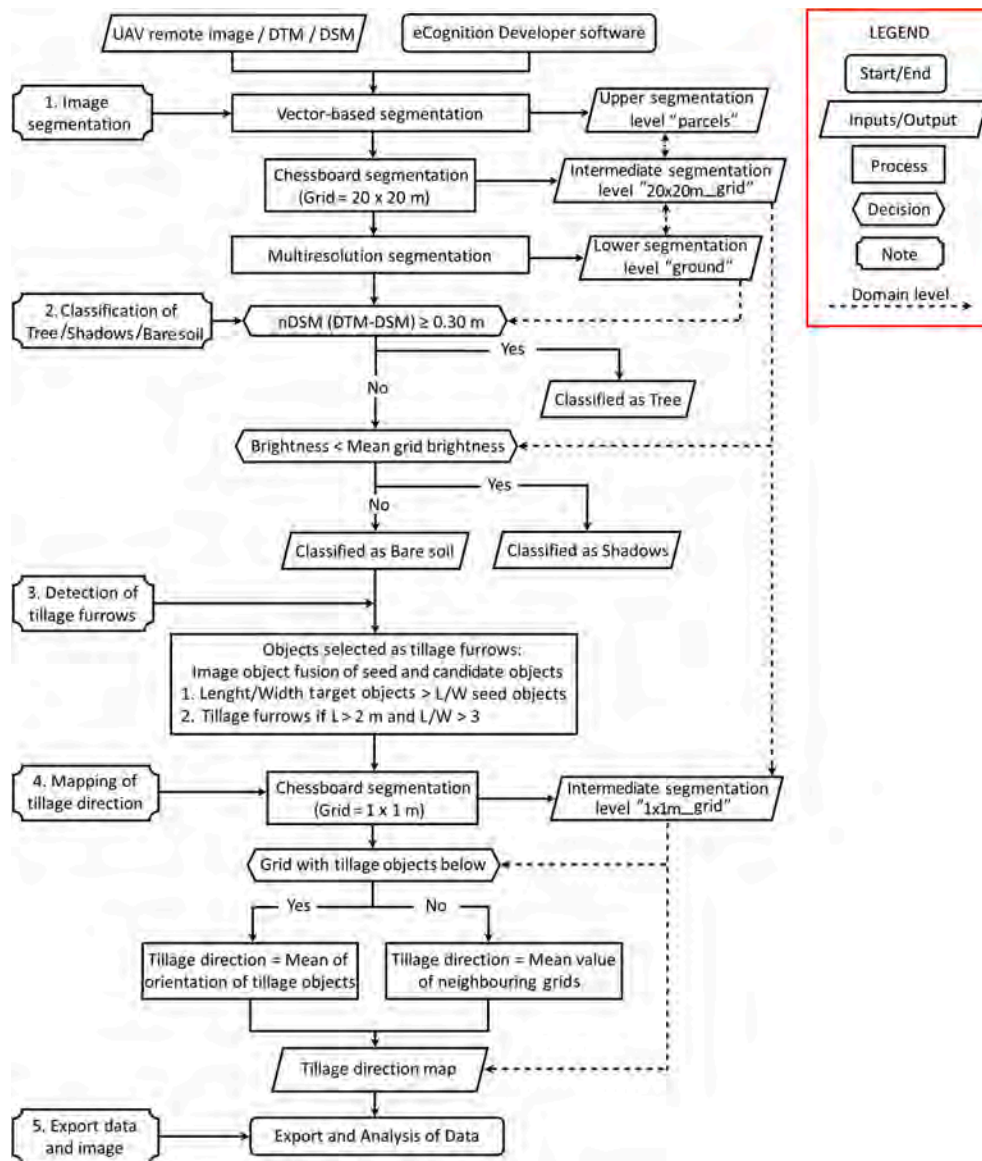 UAV remote image / DTM / DSM
eCognition Developer software
1. Image
segmentation
Vector-based segmentation
Upper segmentation
level "parcels"
Chessboard segmentation
(Grid = 20 x 20 m)
Intermediate segmentation
level "20x20m_grid"
Multiresolution segmentation
Lower segmentation
level "ground"
2. Classification of
Tree/Shadows/Bare soil
nDSM (DTM-DSM) ≥ 0.30 m
Yes
No
Classified as Tree
Brightness < Mean grid brightness
Yes
No
Classified as Bare soil
Classified as Shadows
3. Detection of
tillage furrows
Objects selected as tillage furrows:
Image object fusion of seed and candidate objects
1. Lenght/Width target objects > L/W seed objects
2. Tillage furrows if L > 2 m and L/W > 3
4. Mapping of
tillage direction
Chessboard segmentation
(Grid = 1 x 1 m)
Intermediate segmentation
level "1x1m_grid"
Grid with tillage objects below
Yes
No
Tillage direction = Mean of
orientation of tillage objects
Tillage direction = Mean value
of neighbouring grids
Tillage direction map
5. Export data
and image
Export and Analysis of Data
LEGEND
Start/End
Inputs/Output
Process
Decision
Note
Domain level